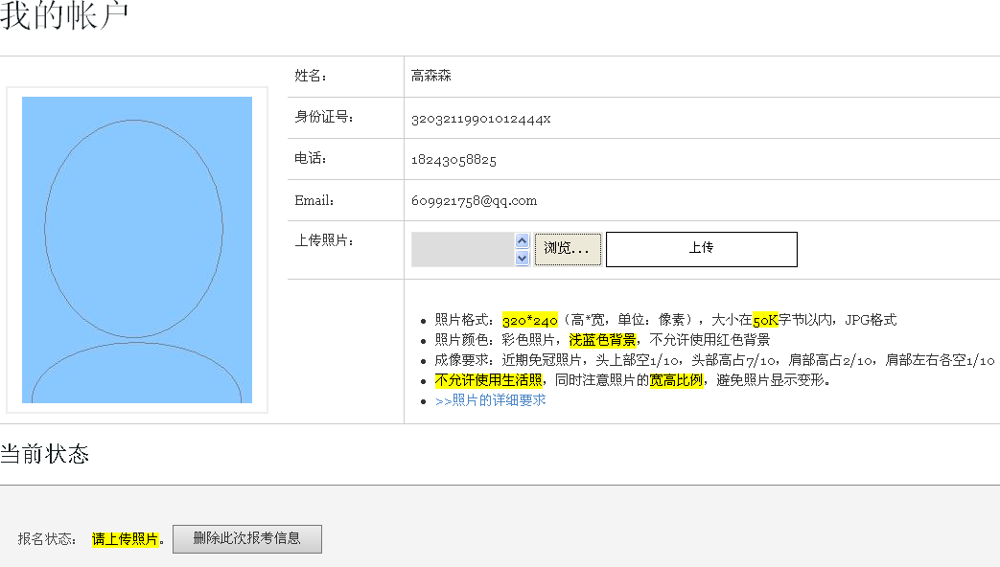 我的帐户
姓名： 高森森
身份证号： 32032119901012444x
电话： 18243058825
Email： 609921758@qq.com
上传照片： 浏览... 上传
照片格式：320*240（高*宽，单位：像素），大小在50K字节以内，JPG格式
照片颜色：彩色照片，浅蓝色背景，不允许使用红色背景
成像要求：近期免冠照片，头上部空1/10，头部高占7/10，肩部高占2/10，肩部左右各空1/10
不允许使用生活照，同时注意照片的宽高比例，避免照片显示变形。
>>照片的详细要求
当前状态
报名状态： 请上传照片。 删除此次报考信息